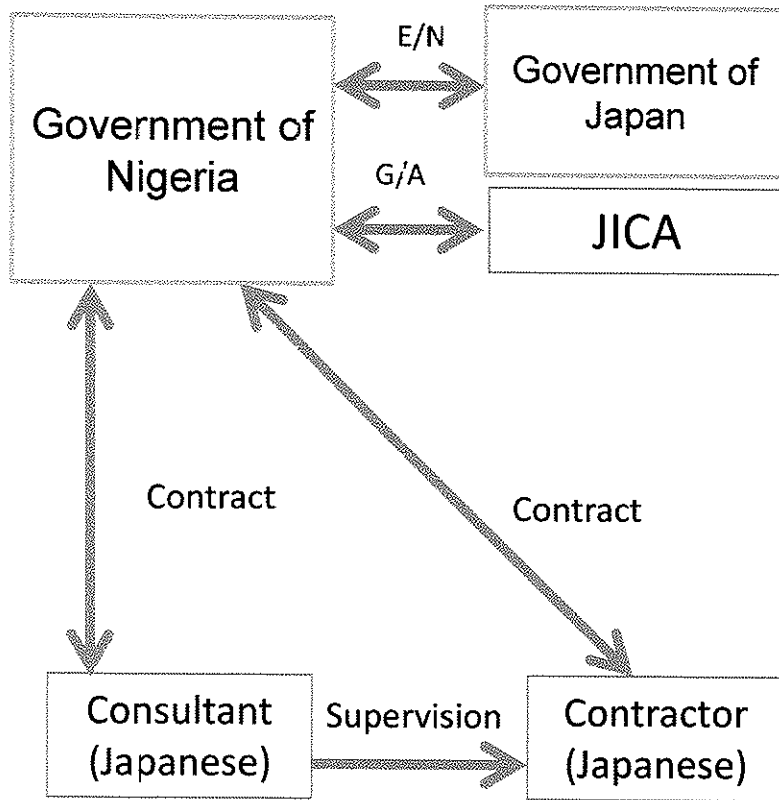 E/N
Government of
Nigeria
Government of
Japan
G/A
JICA
Contract
Contract
Consultant
(Japanese)
Supervision
Contractor
(Japanese)